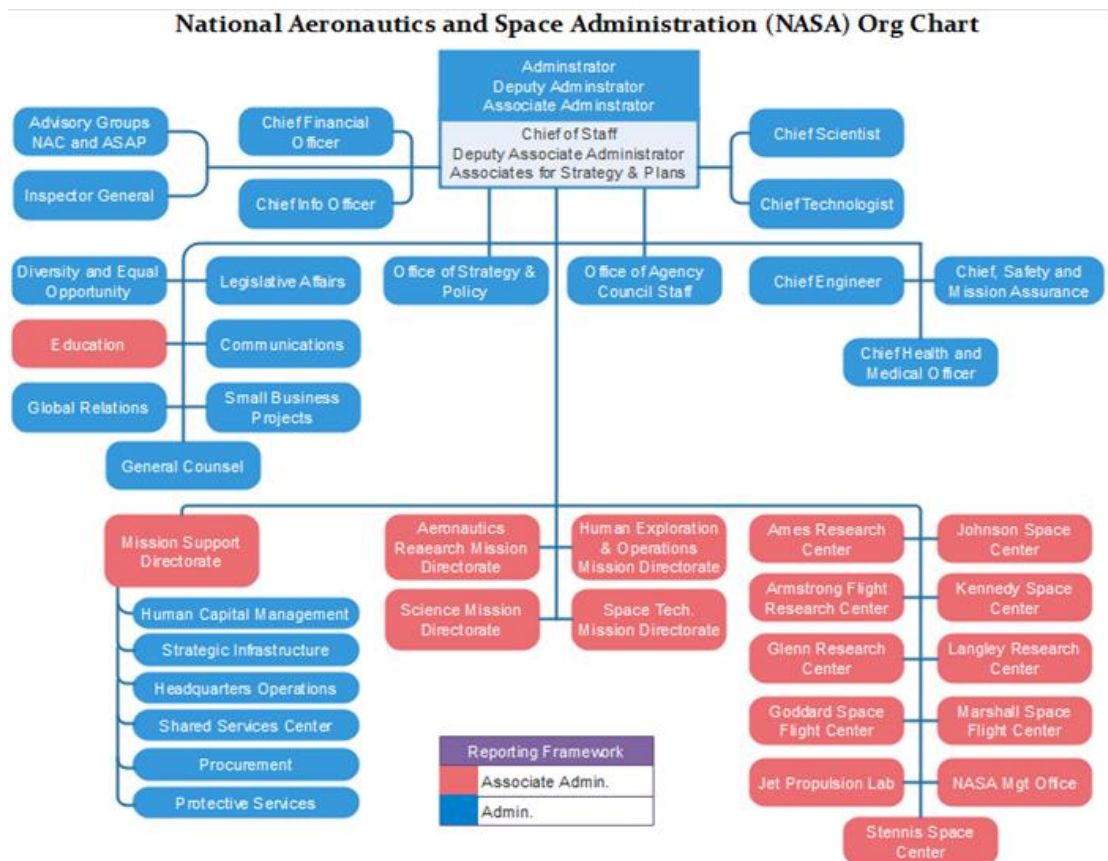 National Aeronautics and Space Administration (NASA) Org Chart
Adminstrator
Deputy Adminstrator
Associate Adminstrator
Chief of Staff
Deputy Associate Administrator
Associates for Strategy & Plans
Advisory Groups
NAC and ASAP
Chief Financial
Officer
Chief Scientist
Inspector General
Chief Info Officer
Chief Technologist
Diversity and Equal
Opportunity
Legislative Affairs
Office of Strategy &
Policy
Office of Agency
Council Staff
Chief Engineer
Chief, Safety and
Mission Assurance
Education
Communications
Chief Health and
Medical Officer
Global Relations
Small Business
Projects
General Counsel
Mission Support
Directorate
Aeronautics
Reaearch Mission
Directorate
Human Exploration
& Operations
Mission Directorate
Ames Research
Center
Johnson Space
Center
Science Mission
Directorate
Space Tech.
Mission Directorate
Armstrong Flight
Research Center
Kennedy Space
Center
Human Capital Management
Strategic Infrastructure
Headquarters Operations
Shared Services Center
Procurement
Protective Services
Glenn Research
Center
Langley Research
Center
Goddard Space
Flight Center
Marshall Space
Flight Center
Jet Propulsion Lab
NASA Mgt Office
Stennis Space
Center
Reporting Framework
Associate Admin.
Admin.